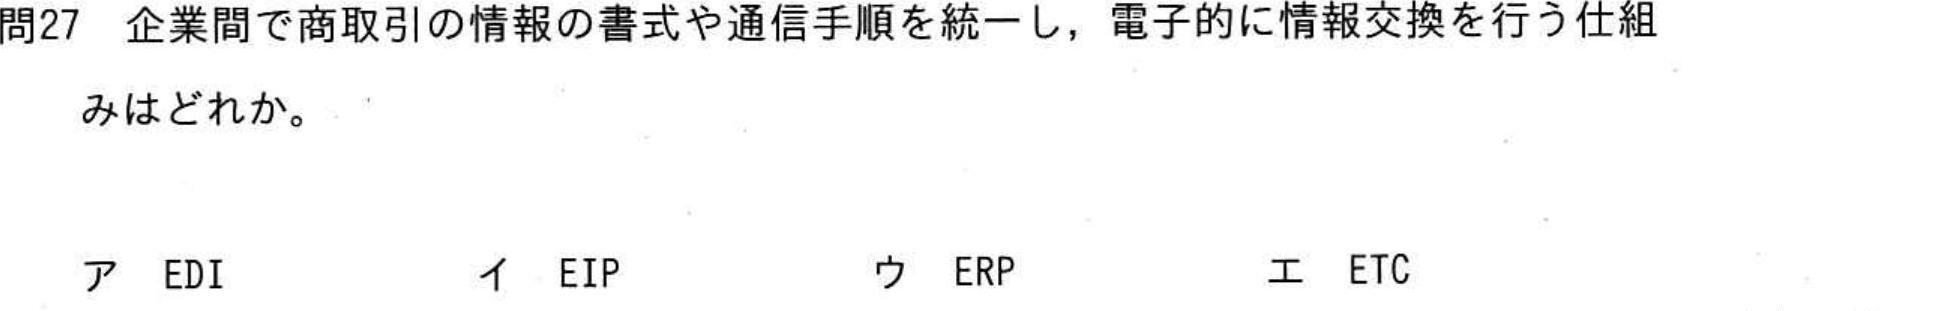 問27　企業間で商取引の情報の書式や通信手順を統一し，電子的に情報交換を行う仕組
みはどれか。
ア　EDI　イ　EIP　ウ　ERP　エ　ETC